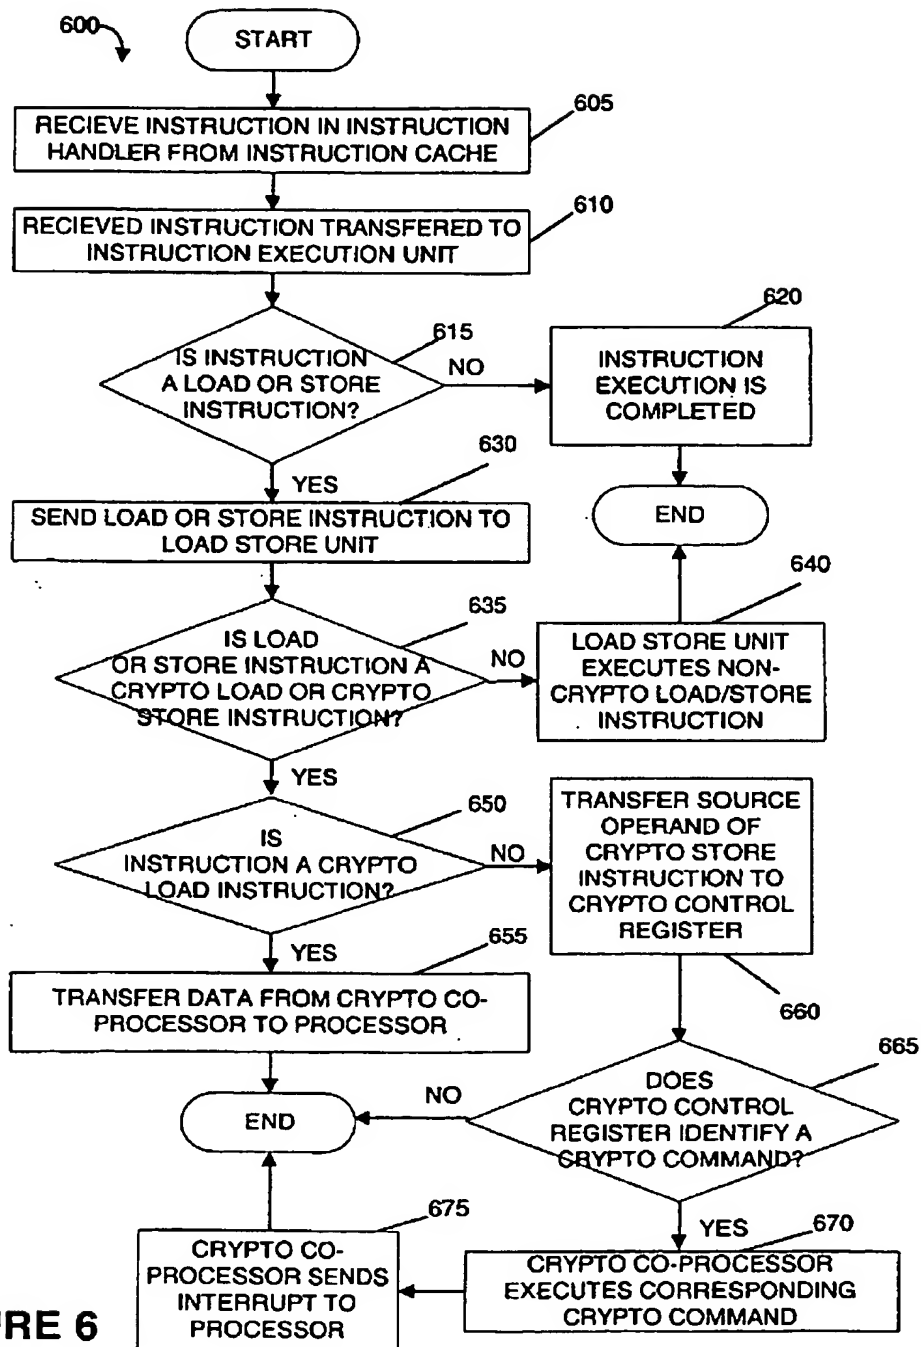 600
START
605
RECIEVE INSTRUCTION IN INSTRUCTION
HANDLER FROM INSTRUCTION CACHE
610
RECIEVED INSTRUCTION TRANSFERED TO
INSTRUCTION EXECUTION UNIT
615
IS INSTRUCTION
A LOAD OR STORE
INSTRUCTION?
NO
620
INSTRUCTION
EXECUTION IS
COMPLETED
END
YES
630
SEND LOAD OR STORE INSTRUCTION TO
LOAD STORE UNIT
635
IS LOAD
OR STORE INSTRUCTION A
CRYPTO LOAD OR CRYPTO
STORE INSTRUCTION?
NO
640
LOAD STORE UNIT
EXECUTES NON-
CRYPTO LOAD/STORE
INSTRUCTION
YES
650
IS
INSTRUCTION A CRYPTO
LOAD INSTRUCTION?
NO
TRANSFER SOURCE
OPERAND OF
CRYPTO STORE
INSTRUCTION TO
CRYPTO CONTROL
REGISTER
660
YES
655
TRANSFER DATA FROM CRYPTO CO-
PROCESSOR TO PROCESSOR
END
665
DOES
CRYPTO CONTROL
REGISTER IDENTIFY A
CRYPTO COMMAND?
NO
YES
670
CRYPTO CO-PROCESSOR
EXECUTES CORRESPONDING
CRYPTO COMMAND
675
CRYPTO CO-
PROCESSOR SENDS
INTERRUPT TO
PROCESSOR
RE 6